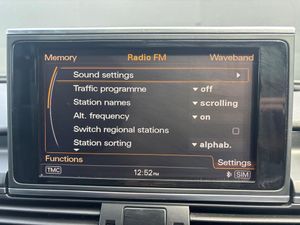 Memory Radio FM Waveband
Sound settings
Traffic programme off
Station names scrolling
Alt. frequency on
Switch regional stations
Station sorting alphab.
Functions Settings
TMC 12:52PM SIM